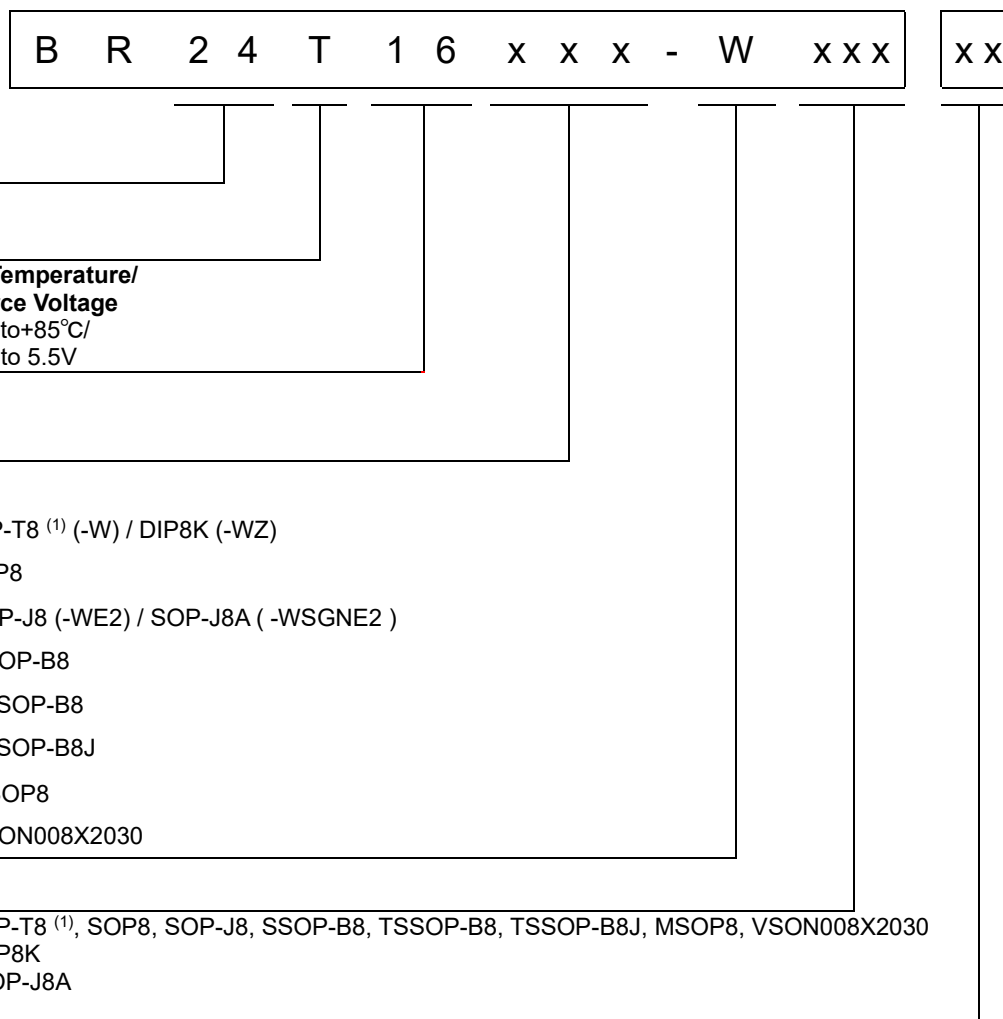 B R 2 4 T 1 6 x x x - W x x x x x
Temperature/
ce Voltage
to+85°C/
to 5.5V
P-T8 (1) (-W) / DIP8K (-WZ)
P8
P-J8 (-WE2) / SOP-J8A ( -WSGNE2 )
OP-B8
SOP-B8
SOP-B8J
SOP8
ON008X2030
P-T8 (1), SOP8, SOP-J8, SSOP-B8, TSSOP-B8, TSSOP-B8J, MSOP8, VSON008X2030
P8K
OP-J8A